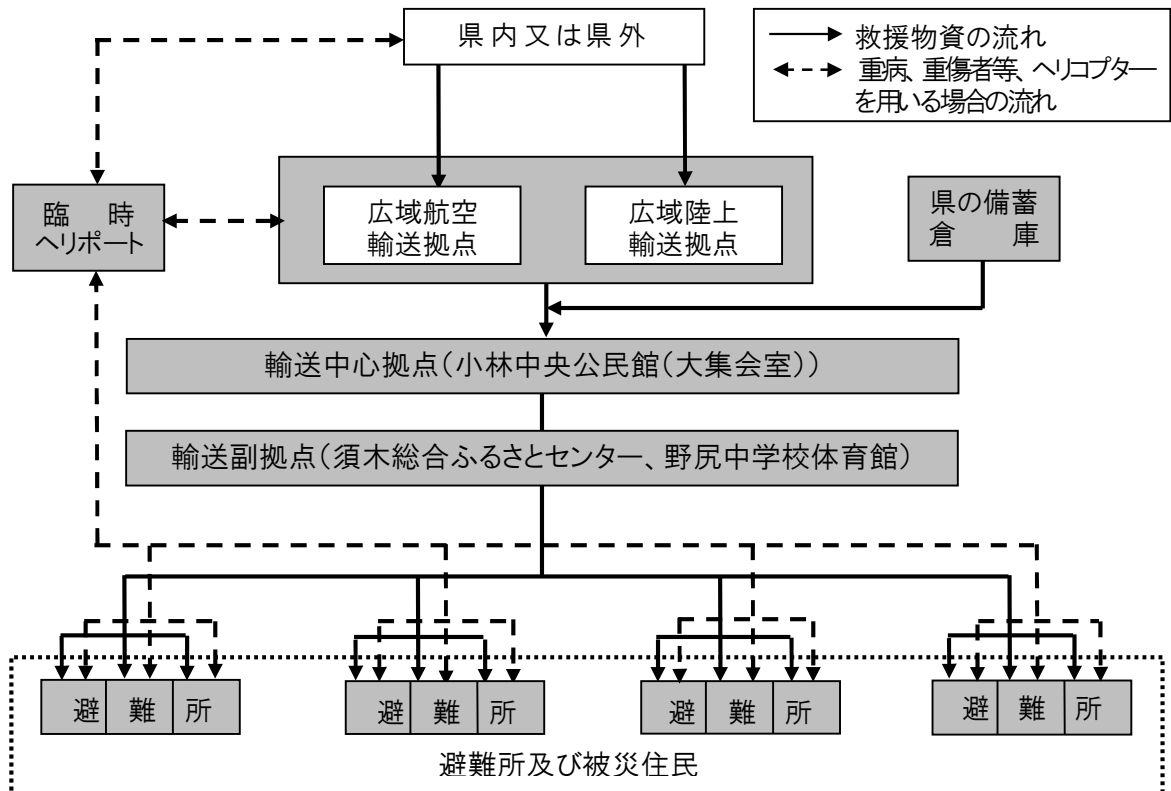 県内又は県外
救援物資の流れ
重病、重傷者等、ヘリコプター
を用いる場合の流れ
臨時
ヘリポート
広域航空
輸送拠点
広域陸上
輸送拠点
県の備蓄
倉庫
輸送中心拠点(小林中央公民館(大集会室))
輸送副拠点(須木総合ふるさとセンター、野尻中学校体育館)
避難所
避難所
避難所
避難所
避難所及び被災住民